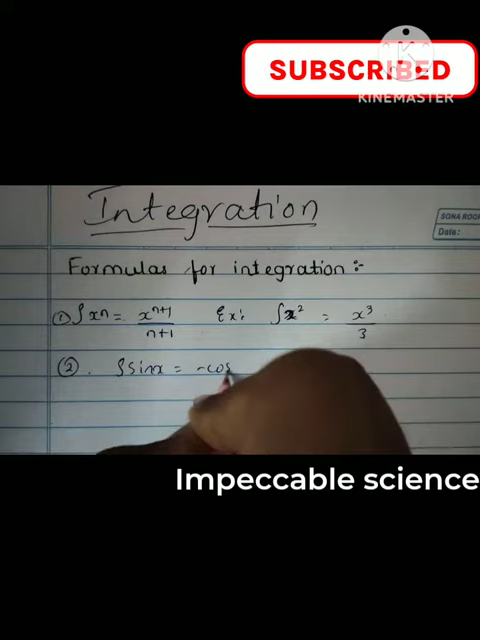 SUBSCRIBED
KINEMASTER
Integration
SONA ROO
Date:
Formulas for integration :-
① ∫xⁿ = xⁿ⁺¹/n+1 Ex: ∫x² = x³/3
②. ∫sinx = -cos
Impeccable science